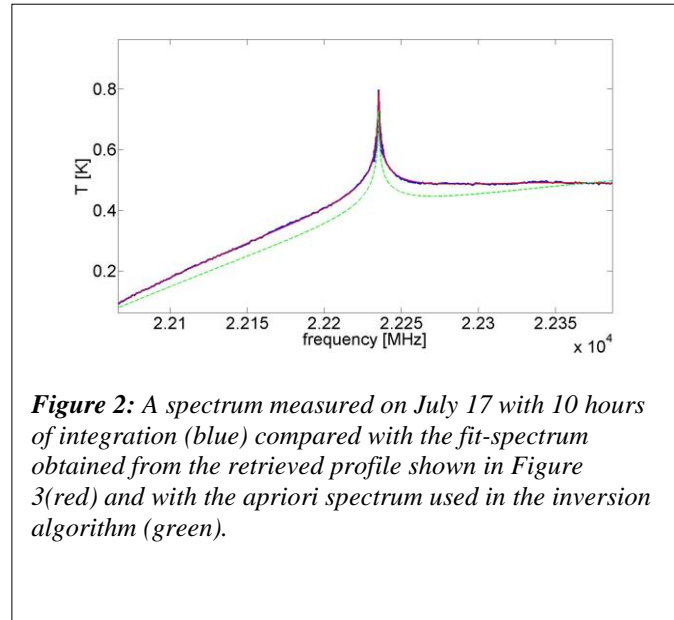 0.8
0.6
0.4
0.2
T [K]
2.21 2.215 2.22 2.225 2.23 2.235
frequency [MHz]
x 10^4
Figure 2: A spectrum measured on July 17 with 10 hours
of integration (blue) compared with the fit-spectrum
obtained from the retrieved profile shown in Figure
3(red) and with the apriori spectrum used in the inversion
algorithm (green).